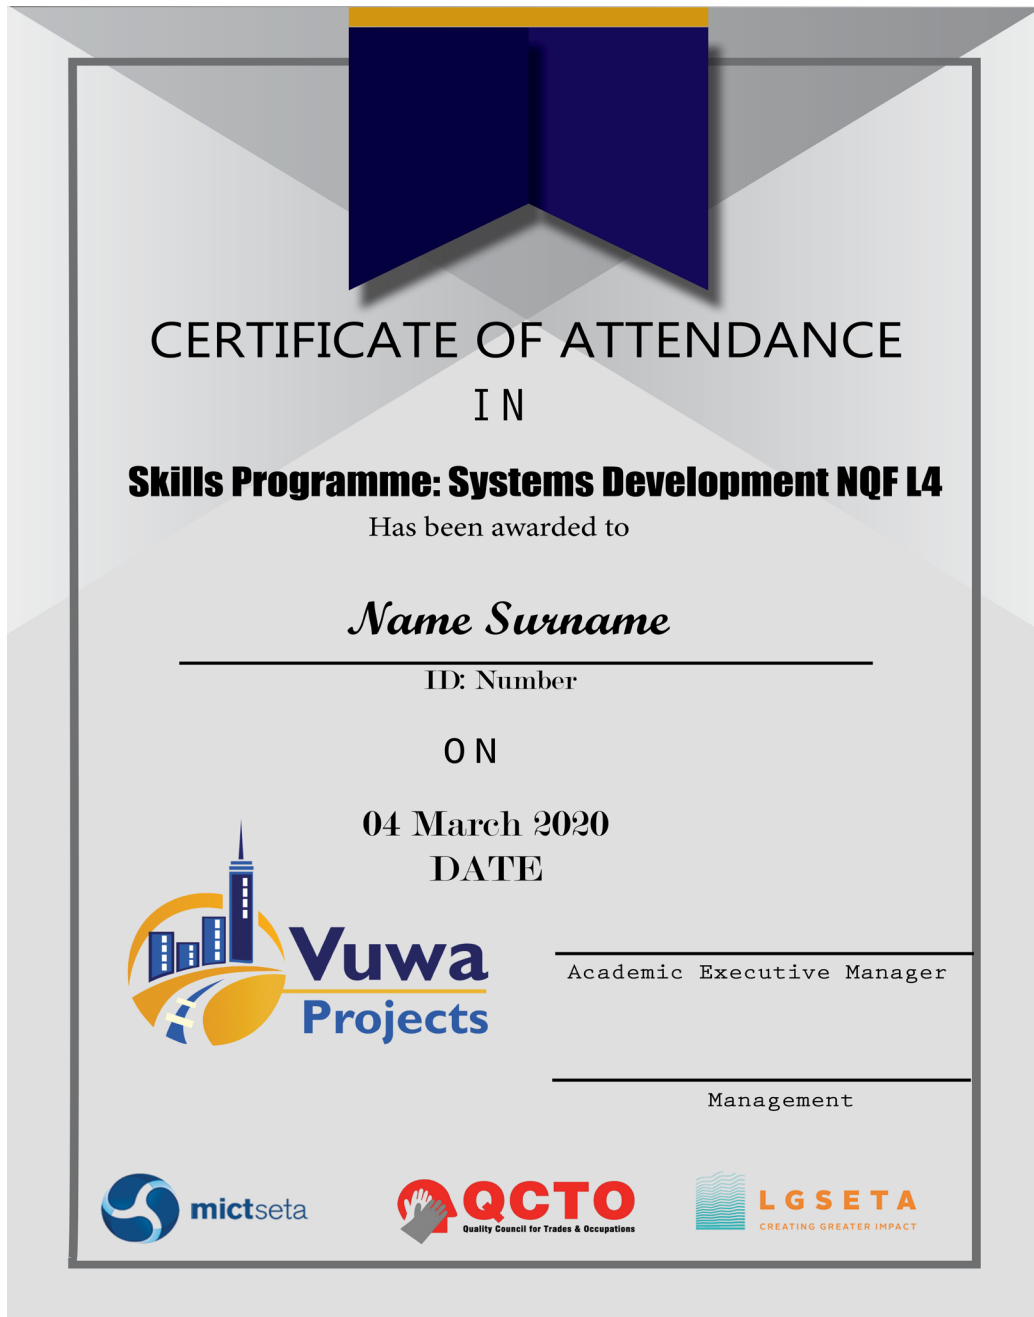 CERTIFICATE OF ATTENDANCE
IN
Skills Programme: Systems Development NQF L4
Has been awarded to
Name Surname
ID: Number
ON
04 March 2020
DATE
Vuwa
Projects
Academic Executive Manager
Management
mictseta
QCTO
Quality Council for Trades & Occupations
LGSETA
CREATING GREATER IMPACT